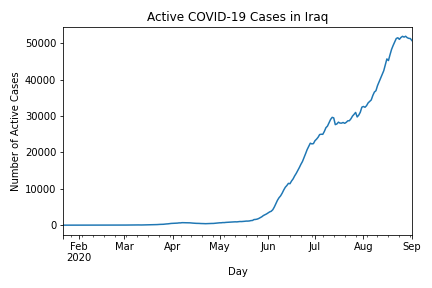 Active COVID-19 Cases in Iraq
Number of Active Cases
50000
40000
30000
20000
10000
0
Feb Mar Apr May Jun Jul Aug Sep
2020
Day